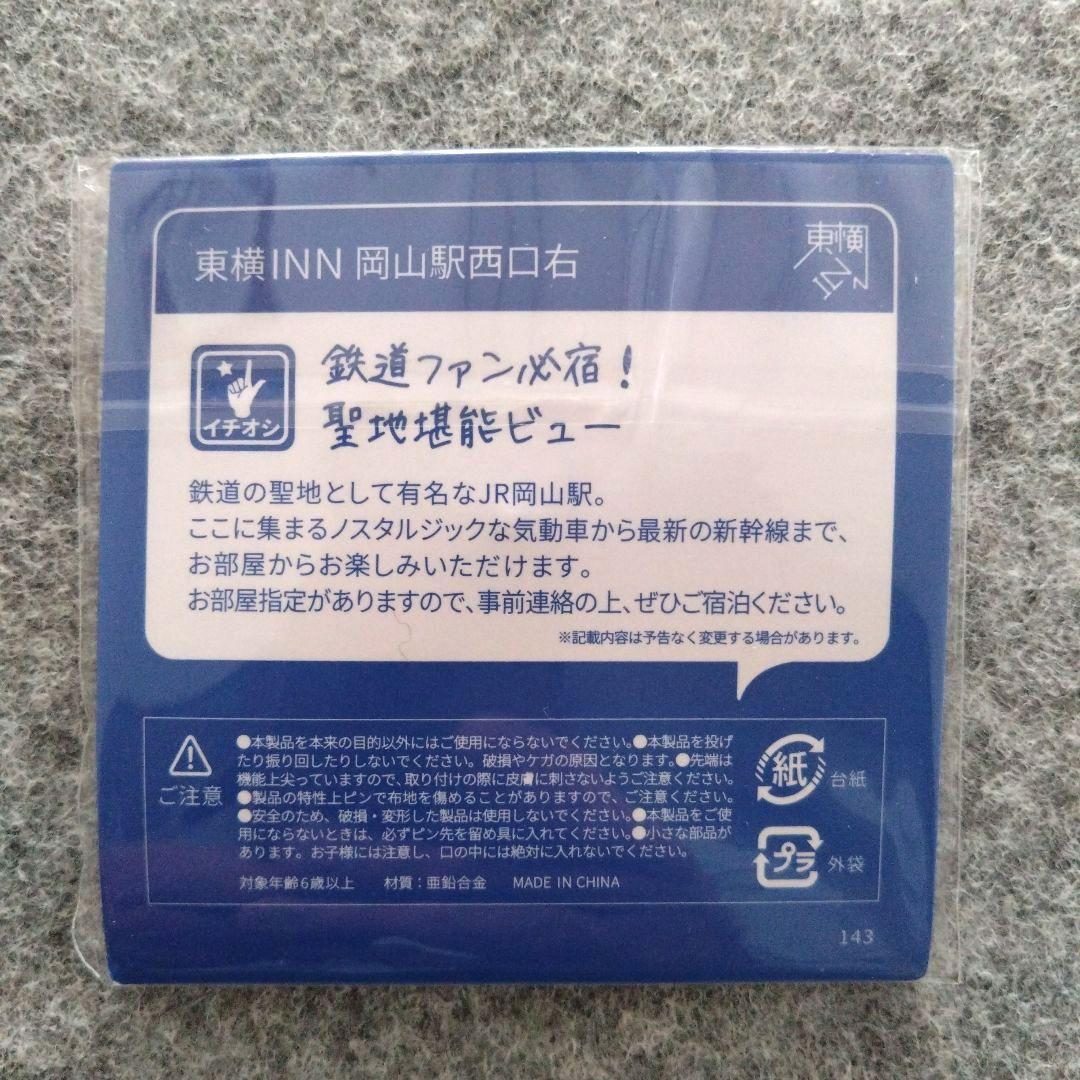 東横INN 岡山駅西口右
東横
INN
イチオシ
鉄道ファン必宿!
聖地堪能ビュー
鉄道の聖地として有名なJR岡山駅。
ここに集まるノスタルジックな気動車から最新の新幹線まで、
お部屋からお楽しみいただけます。
お部屋指定がありますので、事前連絡の上、ぜひご宿泊ください。
※記載内容は予告なく変更する場合があります。
ご注意
●本製品を本来の目的以外にはご使用にならないでください。●本製品を投げ
たり振り回したりしないでください。破損やケガの原因となります。●先端は
機能上尖っていますので、取り付けの際に皮膚に刺さないようご注意ください。
●製品の特性上ピンで布地を傷めることがありますので、ご注意ください。
●安全のため、破損・変形した製品は使用しないでください。●本製品をご使
用にならないときは、必ずピン先を留め具に入れてください。●小さな部品が
あります。お子様には注意し、口の中には絶対に入れないでください。
対象年齢6歳以上 材質:亜鉛合金 MADE IN CHINA
紙 台紙
プラ 外袋
143